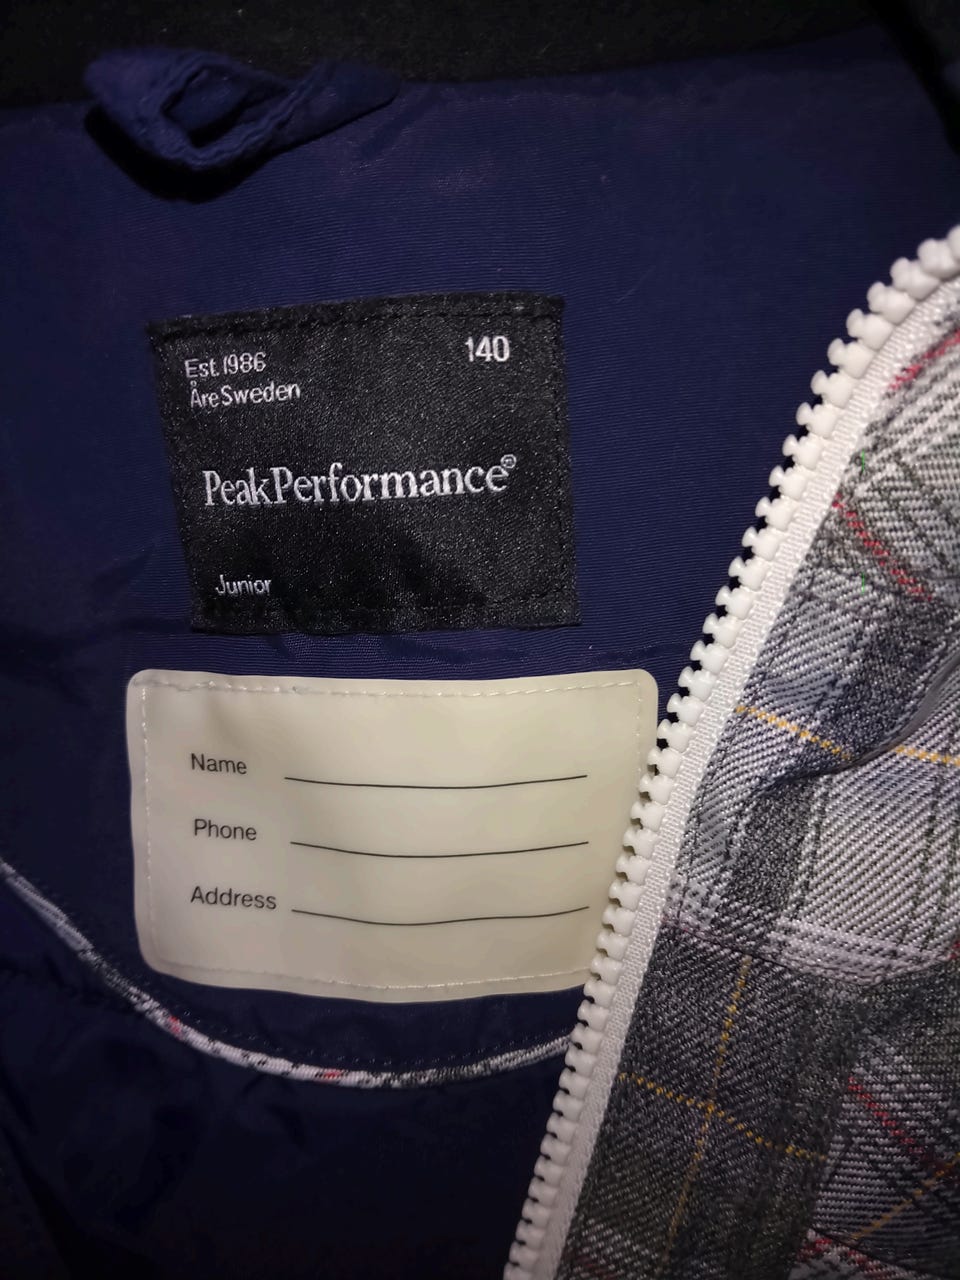 Est. 1986
140
Åre Sweden
PeakPerformance®
Junior
Name
Phone
Address